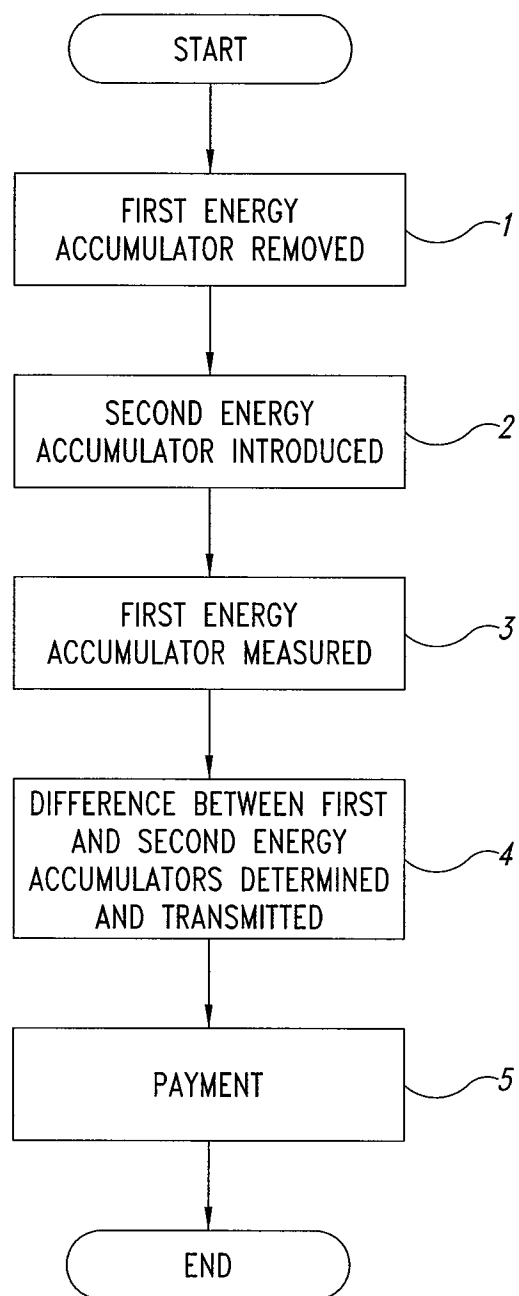 START
FIRST ENERGY
ACCUMULATOR REMOVED
1
SECOND ENERGY
ACCUMULATOR INTRODUCED
2
FIRST ENERGY
ACCUMULATOR MEASURED
3
DIFFERENCE BETWEEN FIRST
AND SECOND ENERGY
ACCUMULATORS DETERMINED
AND TRANSMITTED
4
PAYMENT
5
END